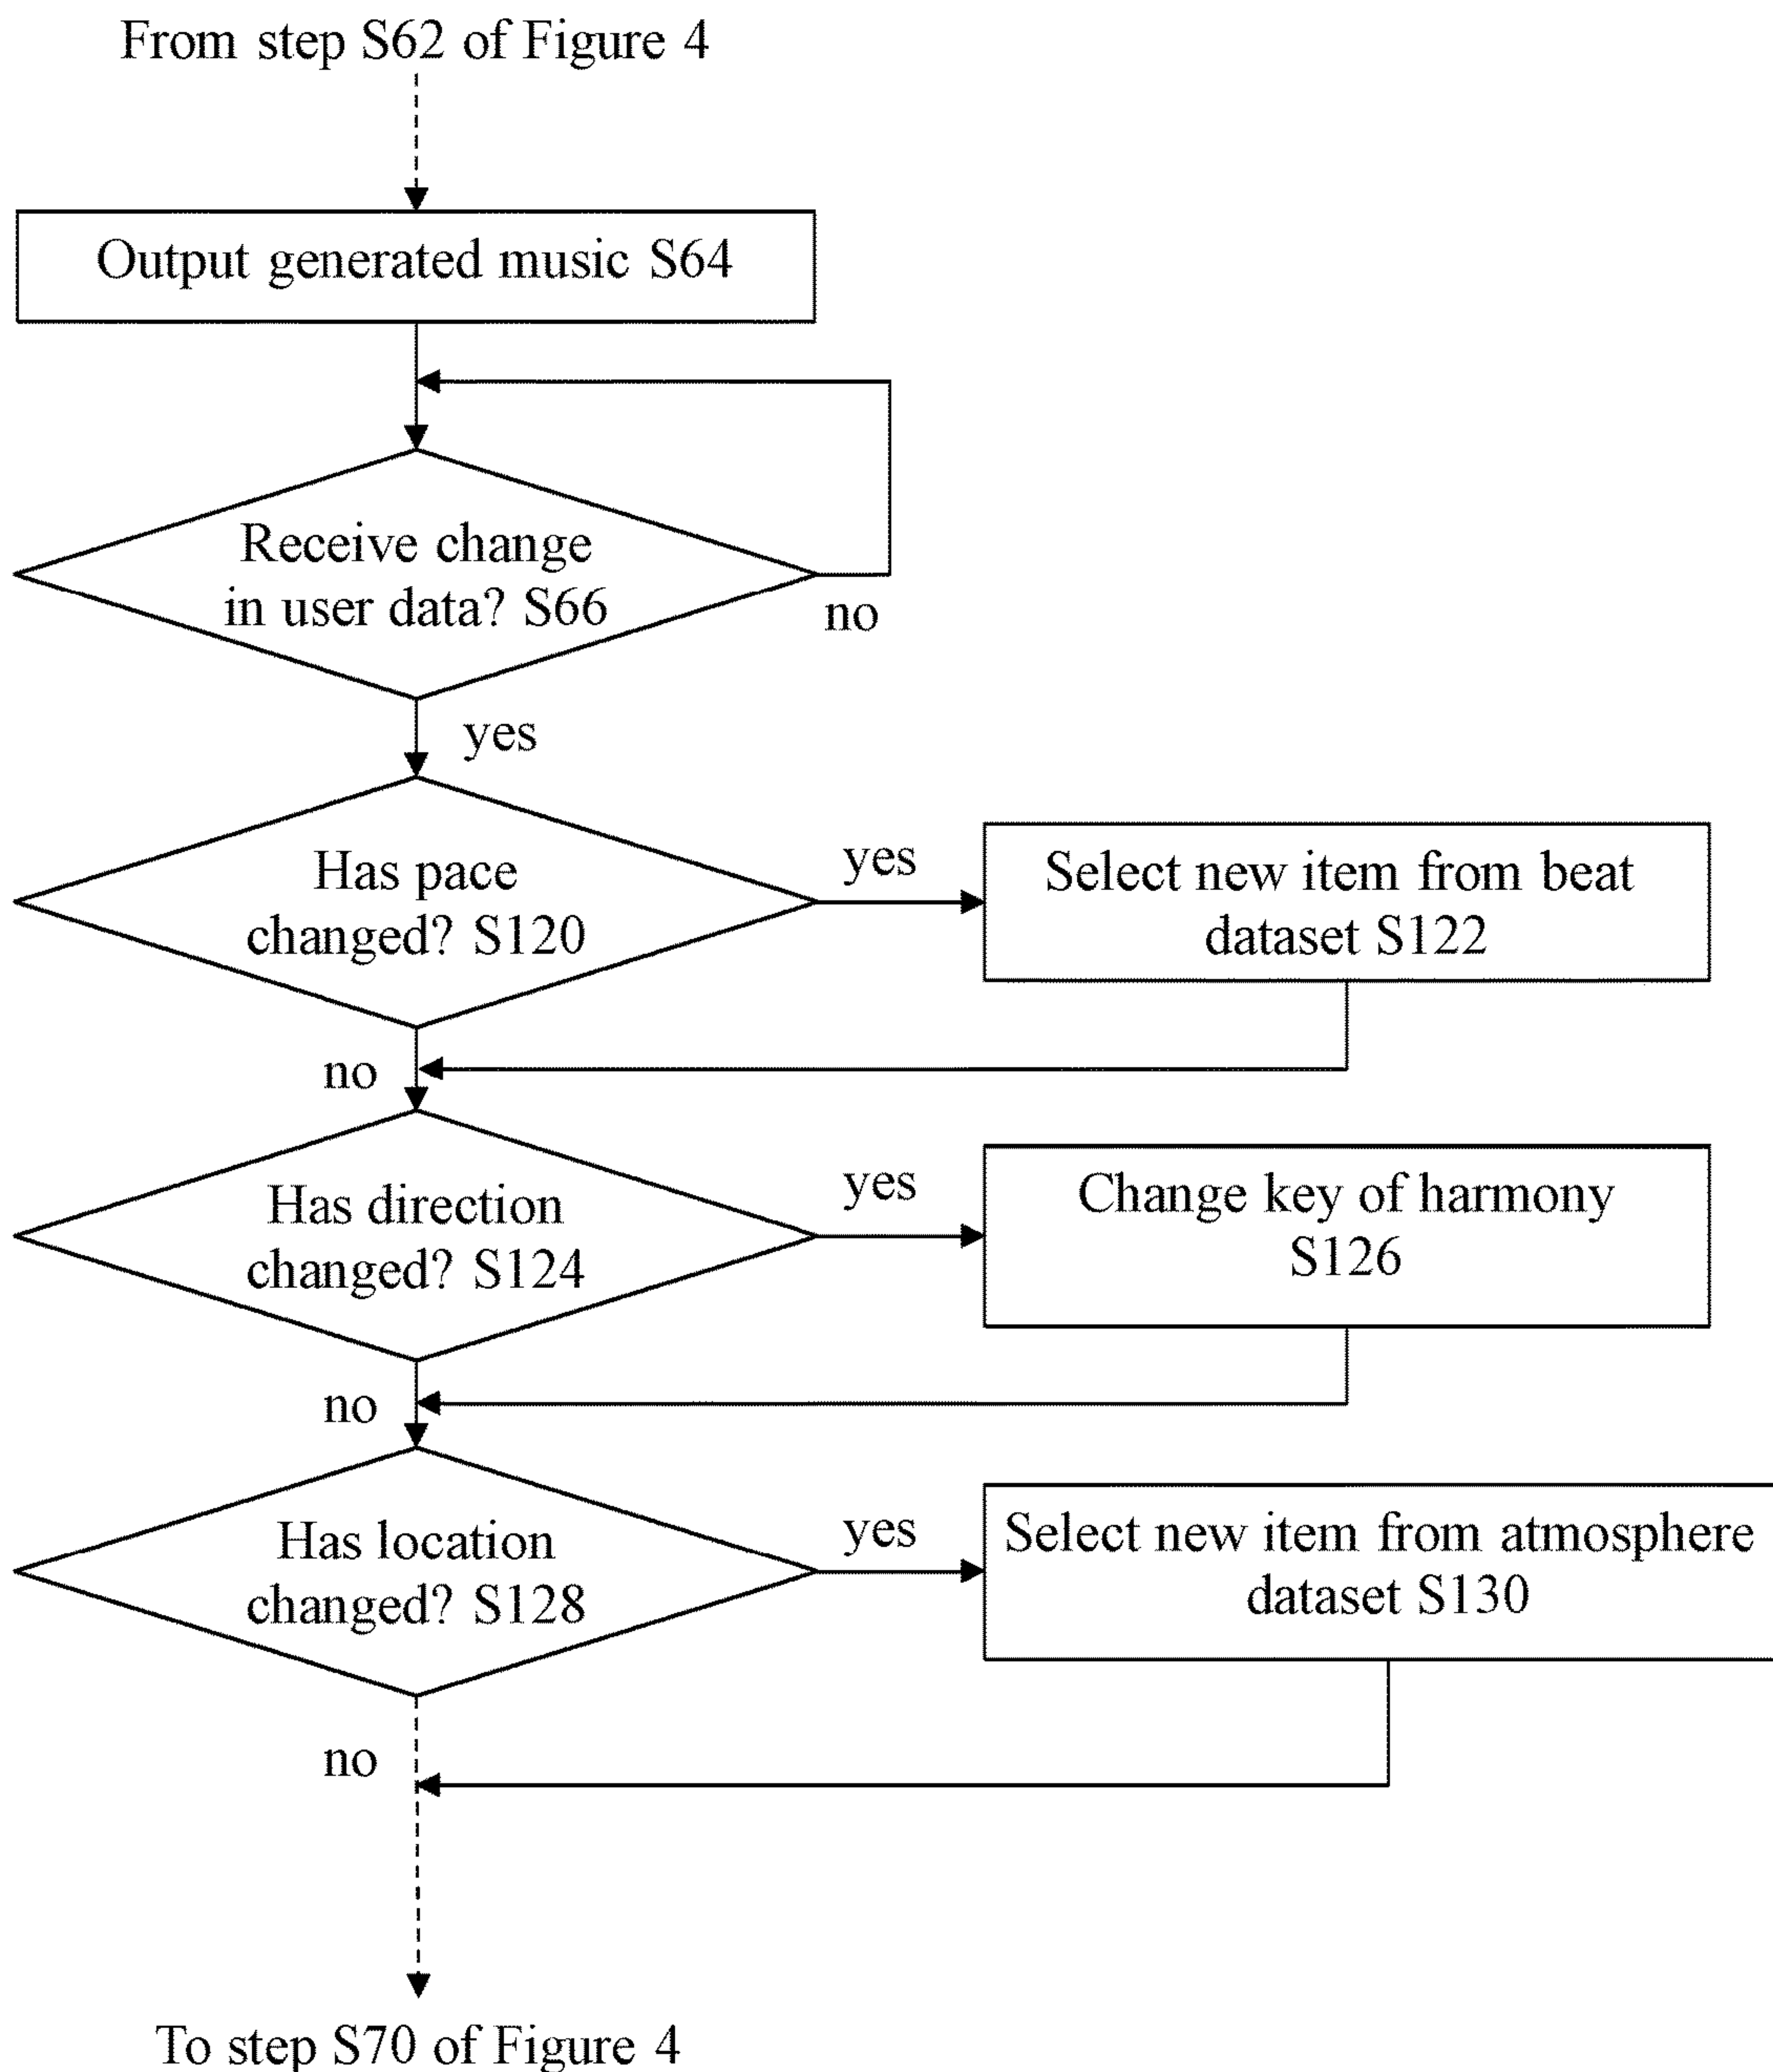 From step S62 of Figure 4
Output generated music S64
Receive change
in user data? S66
no
yes
Has pace
changed? S120
yes
Select new item from beat
dataset S122
no
Has direction
changed? S124
yes
Change key of harmony
S126
no
Has location
changed? S128
yes
Select new item from atmosphere
dataset S130
no
To step S70 of Figure 4